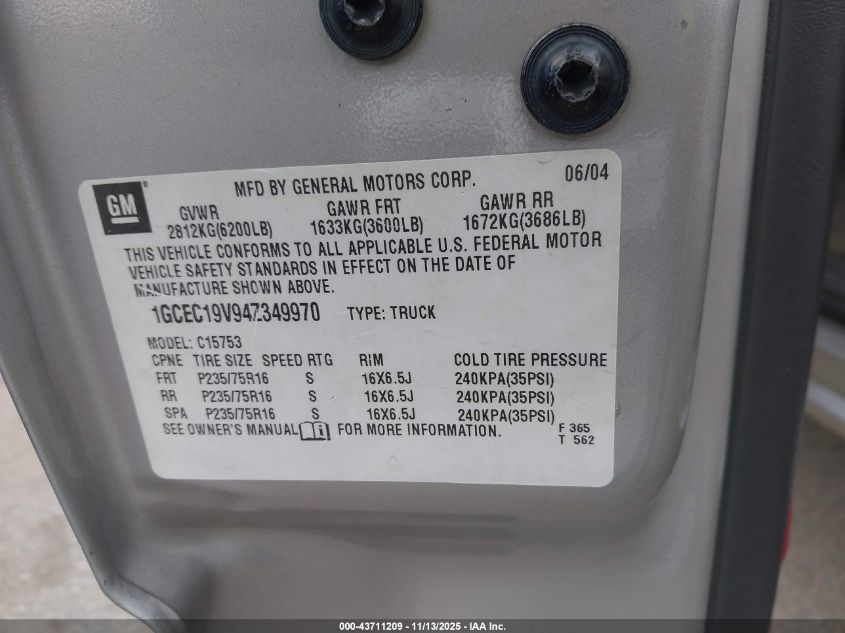 GM
MFD BY GENERAL MOTORS CORP. 06/04
GVWR GAWR FRT GAWR RR
2812KG(6200LB) 1633KG(3600LB) 1672KG(3686LB)
THIS VEHICLE CONFORMS TO ALL APPLICABLE U.S. FEDERAL MOTOR
VEHICLE SAFETY STANDARDS IN EFFECT ON THE DATE OF
MANUFACTURE SHOWN ABOVE.
1GCEC19V94Z349970 TYPE: TRUCK
MODEL: C15753
CPNE TIRE SIZE SPEED RTG RIM COLD TIRE PRESSURE
FRT P235/75R16 S 16X6.5J 240KPA(35PSI)
RR P235/75R16 S 16X6.5J 240KPA(35PSI)
SPA P235/75R16 S 16X6.5J 240KPA(35PSI)
SEE OWNER'S MANUAL FOR MORE INFORMATION.
F 365
T 562
000-43711209 - 11/13/2025 - IAA Inc.